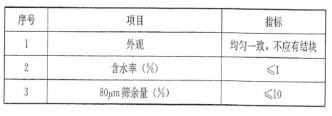 序号 项目 指标
1 外观 均匀一致，不应有结块
2 含水率（%） ≤1
3 80μm筛余量（%） ≤10